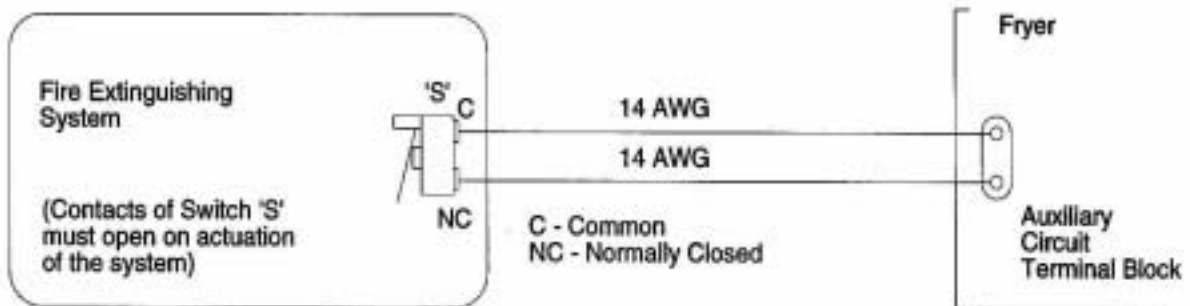 Fryer
Fire Extinguishing
System
'S'
C
14 AWG
14 AWG
(Contacts of Switch 'S'
must open on actuation
of the system)
NC
C - Common
NC - Normally Closed
Auxiliary
Circuit
Terminal Block